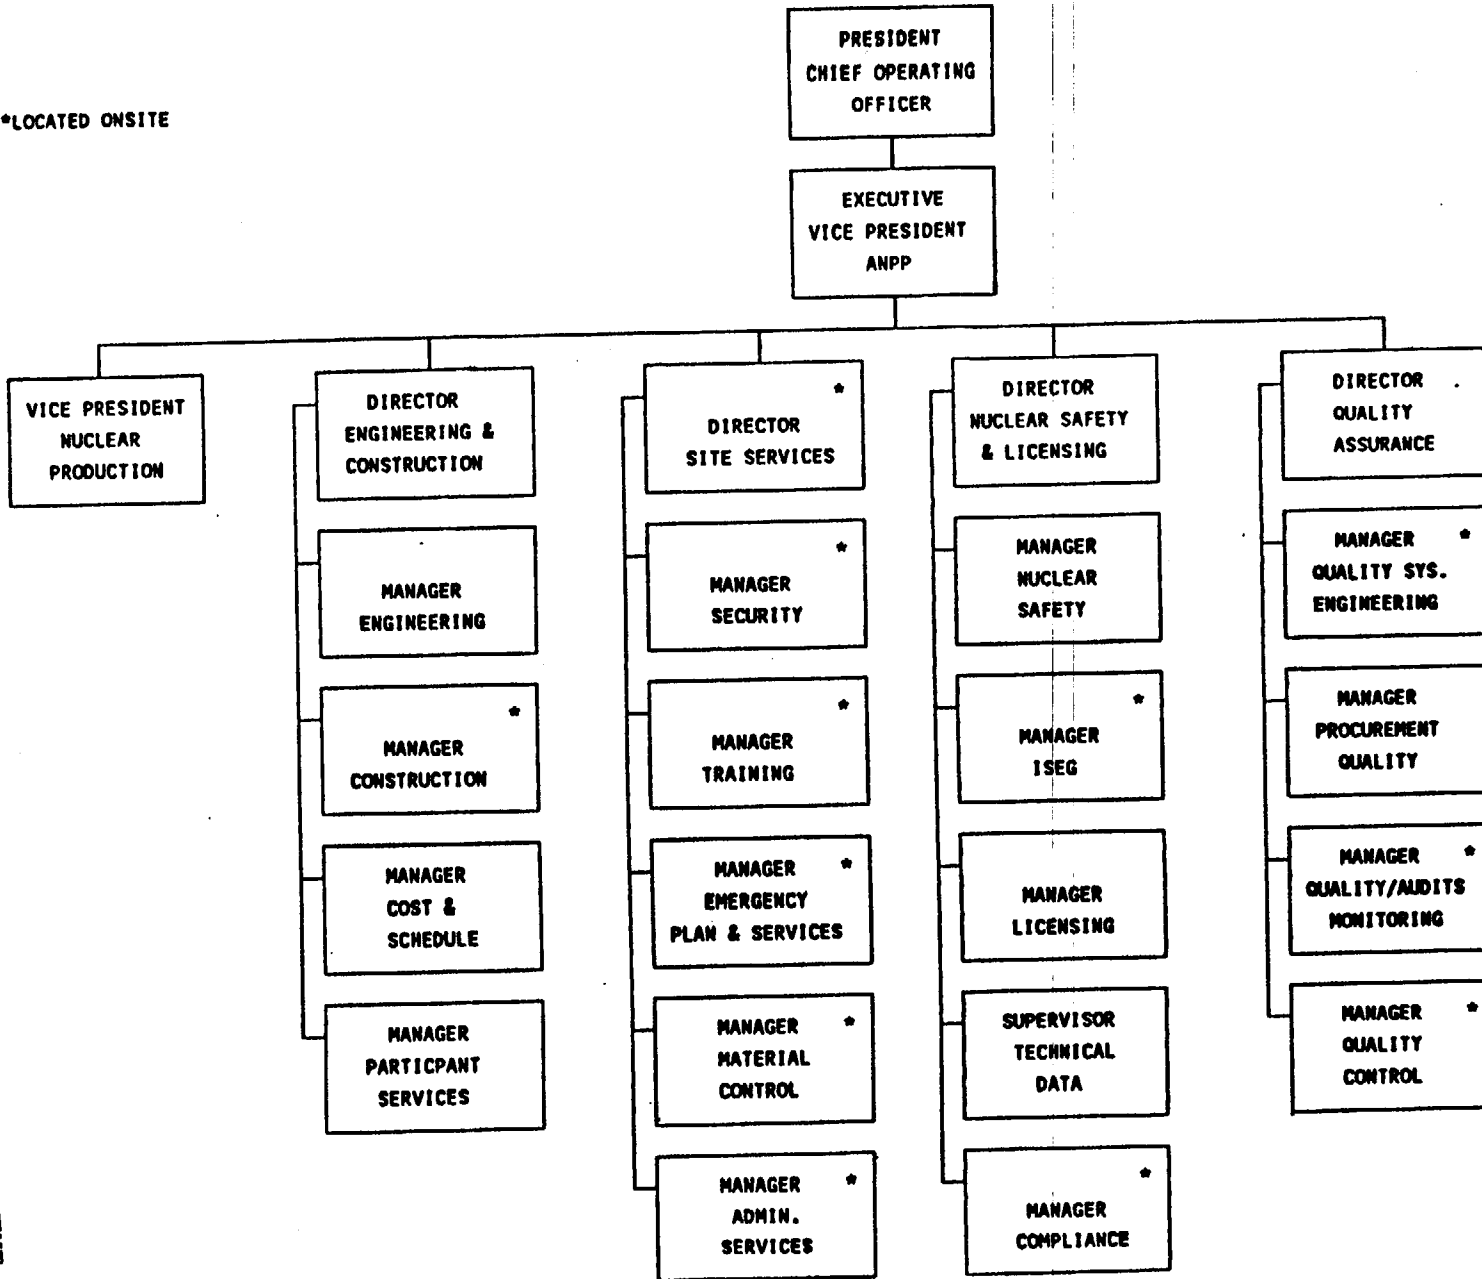 PRESIDENT
CHIEF OPERATING
OFFICER
*LOCATED ONSITE
EXECUTIVE
VICE PRESIDENT
ANPP
VICE PRESIDENT
NUCLEAR
PRODUCTION
DIRECTOR
ENGINEERING &
CONSTRUCTION
MANAGER
ENGINEERING
*
MANAGER
CONSTRUCTION
MANAGER
COST &
SCHEDULE
MANAGER
PARTICPANT
SERVICES
*
DIRECTOR
SITE SERVICES
*
MANAGER
SECURITY
*
MANAGER
TRAINING
MANAGER *
EMERGENCY
PLAN & SERVICES
MANAGER *
MATERIAL
CONTROL
MANAGER *
ADMIN.
SERVICES
DIRECTOR
NUCLEAR SAFETY
& LICENSING
MANAGER
NUCLEAR
SAFETY
*
MANAGER
ISEG
MANAGER
LICENSING
SUPERVISOR
TECHNICAL
DATA
*
MANAGER
COMPLIANCE
DIRECTOR
QUALITY
ASSURANCE
MANAGER *
QUALITY SYS.
ENGINEERING
MANAGER
PROCUREMENT
QUALITY
MANAGER *
QUALITY/AUDITS
MONITORING
MANAGER *
QUALITY
CONTROL